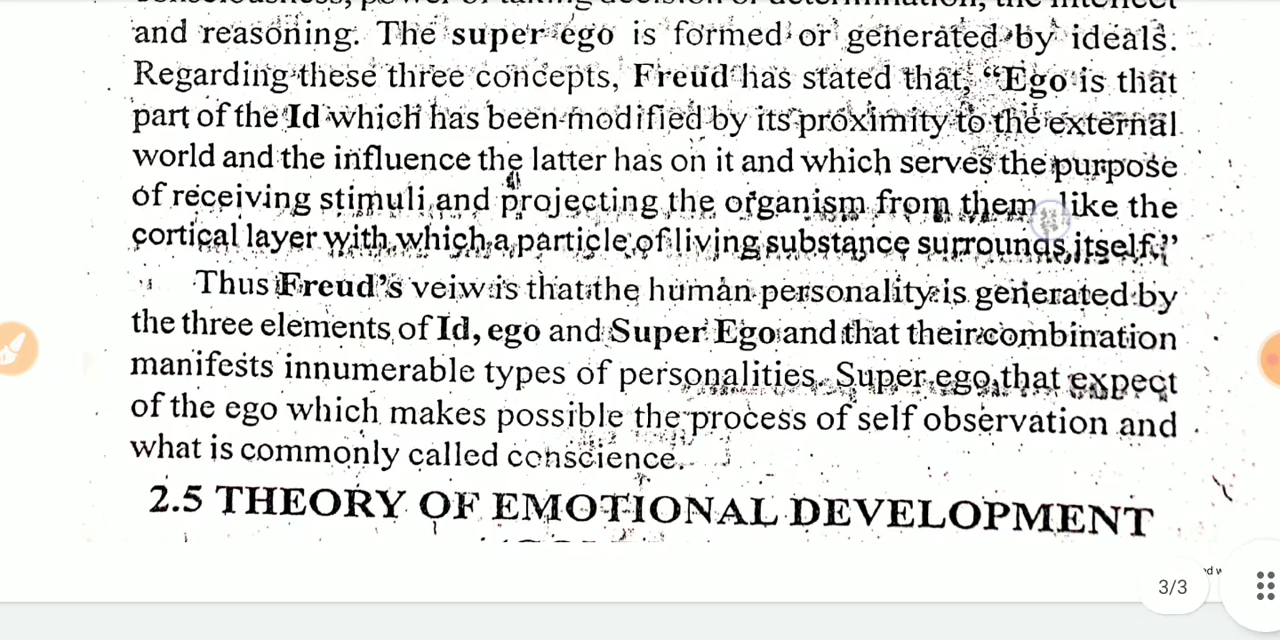 and reasoning. The super ego is formed or generated by ideals.
Regarding these three concepts, Freud has stated that, “Ego is that
part of the Id which has been modified by its proximity to the external
world and the influence the latter has on it and which serves the purpose
of receiving stimuli and projecting the organism from them like the
cortical layer with which a particle of living substance surrounds itself.”
Thus Freud's veiw is that the human personality is generated by
the three elements of Id, ego and Super Ego and that their combination
manifests innumerable types of personalities. Super ego, that expect
of the ego which makes possible the process of self observation and
what is commonly called conscience.
2.5 THEORY OF EMOTIONAL DEVELOPMENT
3/3